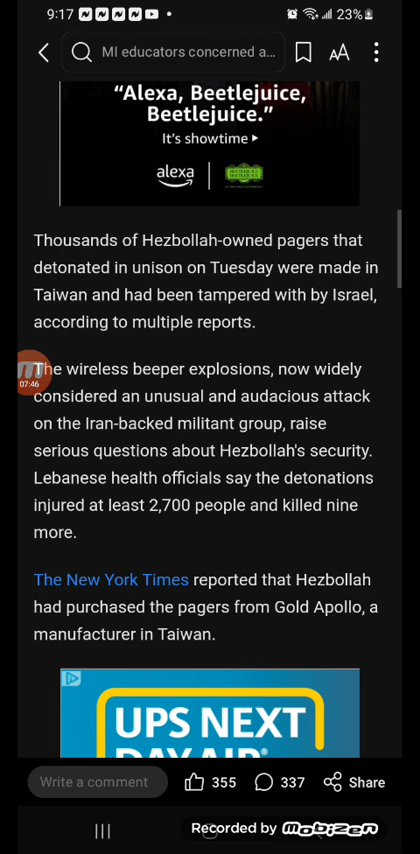 9:17
23%
MI educators concerned a...
AA
"Alexa, Beetlejuice,
Beetlejuice."
It's showtime
alexa
Thousands of Hezbollah-owned pagers that
detonated in unison on Tuesday were made in
Taiwan and had been tampered with by Israel,
according to multiple reports.
The wireless beeper explosions, now widely
07:46
considered an unusual and audacious attack
on the Iran-backed militant group, raise
serious questions about Hezbollah's security.
Lebanese health officials say the detonations
injured at least 2,700 people and killed nine
more.
The New York Times reported that Hezbollah
had purchased the pagers from Gold Apollo, a
manufacturer in Taiwan.
UPS NEXT
DAY AIR®
Write a comment 355 337 Share
Recorded by mobizen